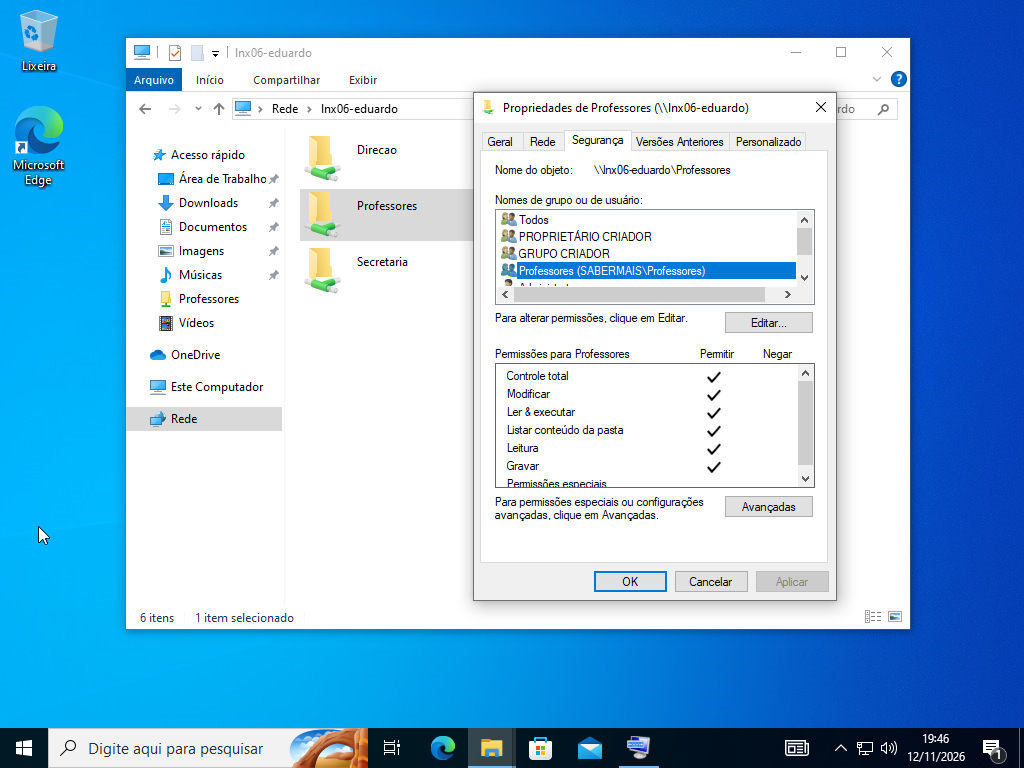 Lixeira
Microsoft
Edge
lnx06-eduardo
Arquivo
Início
Compartilhar
Exibir
Rede
lnx06-eduardo
Acesso rápido
Área de Trabalho
Downloads
Documentos
Imagens
Músicas
Professores
Vídeos
OneDrive
Este Computador
Rede
Direcao
Professores
Secretaria
6 itens
1 item selecionado
Propriedades de Professores (\\lnx06-eduardo)
Geral
Rede
Segurança
Versões Anteriores
Personalizado
Nome do objeto: \\lnx06-eduardo\Professores
Nomes de grupo ou de usuário:
Todos
PROPRIETÁRIO CRIADOR
GRUPO CRIADOR
Professores (SABERMAIS\Professores)
Para alterar permissões, clique em Editar.
Editar...
Permissões para Professores Permitir Negar
Controle total
Modificar
Ler & executar
Listar conteúdo da pasta
Leitura
Gravar
Permissões especiais
Para permissões especiais ou configurações
avançadas, clique em Avançadas.
Avançadas
OK
Cancelar
Aplicar
Digite aqui para pesquisar
19:46
12/11/2026
1